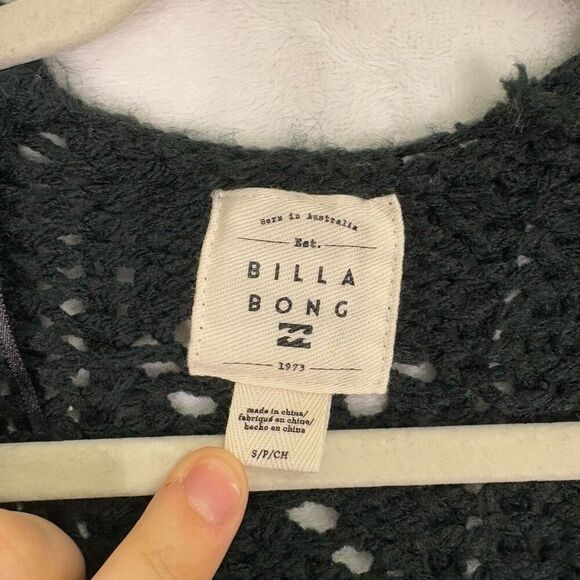 Born in Australia
Est.
BILLA
BONG
1973
made in china/
fabriqué en chine/
hecho en china
S/P/CH